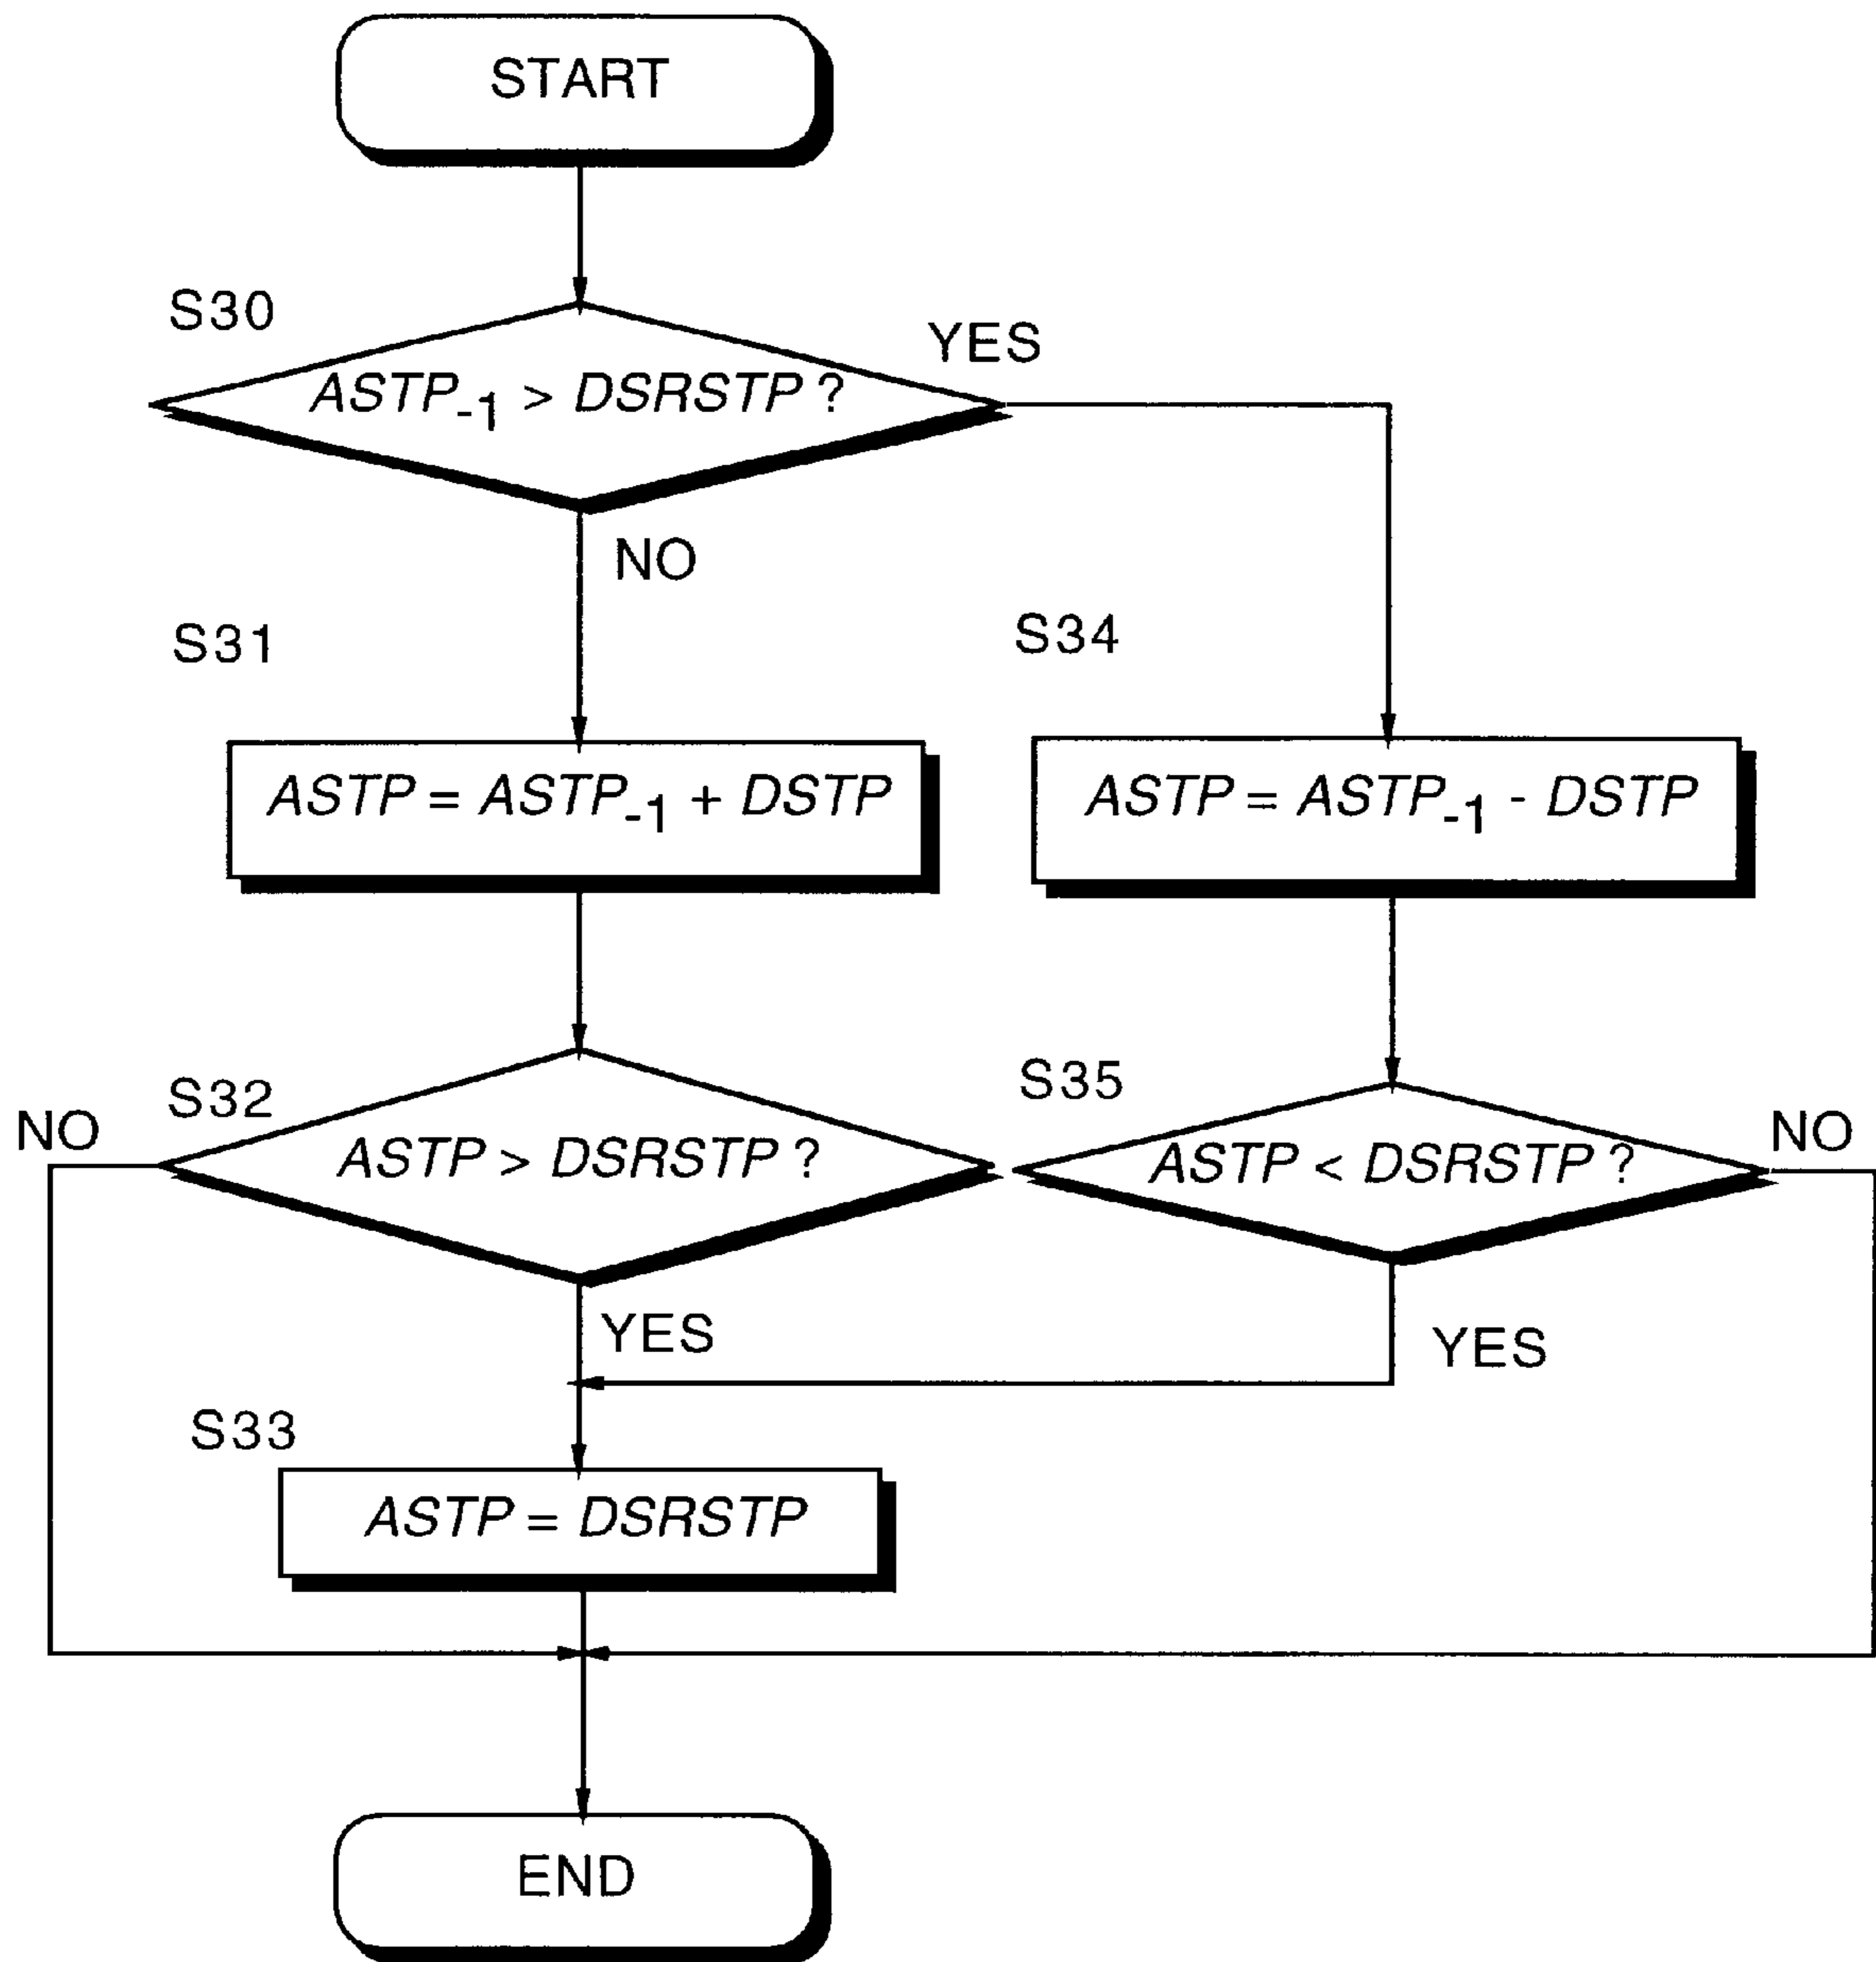 START
S30
YES
ASTP-1 > DSRSTP ?
NO
S31
S34
ASTP = ASTP-1 + DSTP
ASTP = ASTP-1 - DSTP
S32
S35
NO
NO
ASTP > DSRSTP ?
ASTP < DSRSTP ?
YES
YES
S33
ASTP = DSRSTP
END